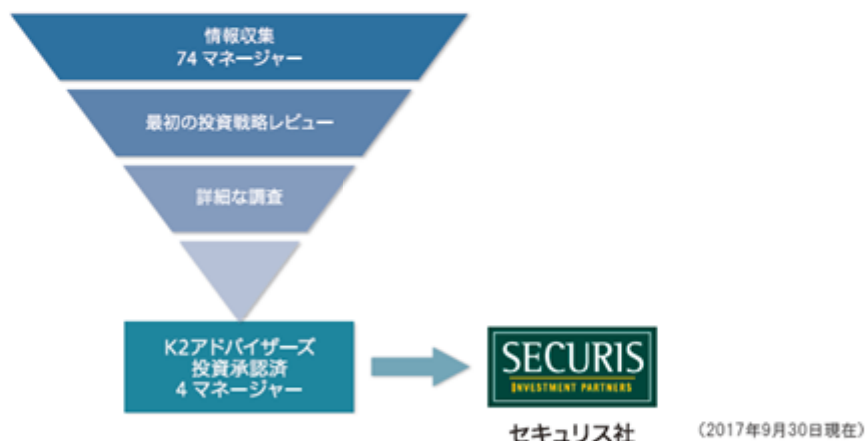 情報収集
74 マネージャー
最初の投資戦略レビュー
詳細な調査
K2アドバイザーズ
投資承認済
4 マネージャー
SECURIS
INVESTMENT PARTNERS
セキュリス社
(2017年9月30日現在)